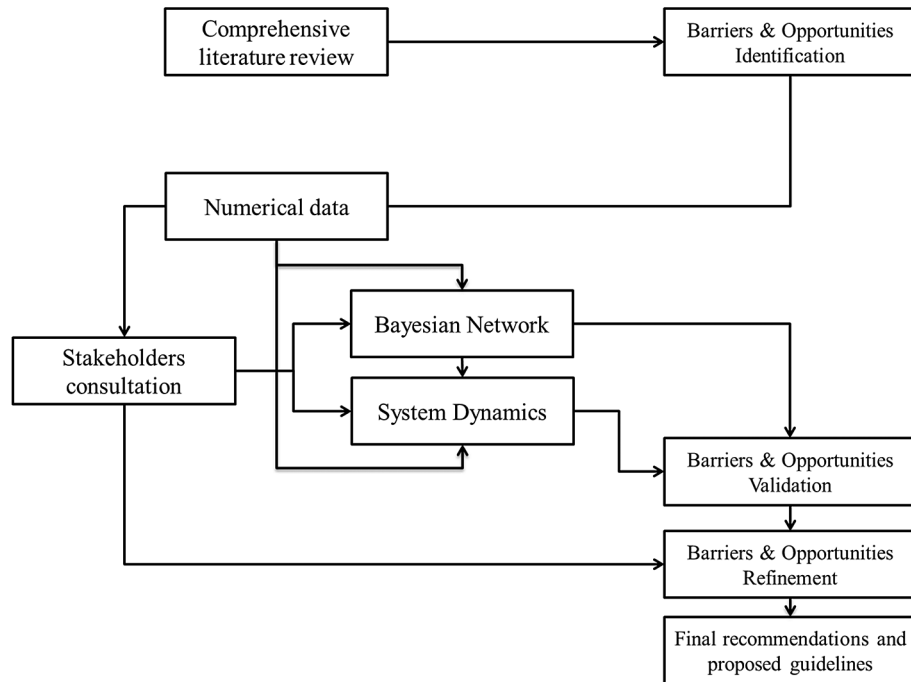 Comprehensive
literature review
Barriers & Opportunities
Identification
Numerical data
Bayesian Network
Stakeholders
consultation
System Dynamics
Barriers & Opportunities
Validation
Barriers & Opportunities
Refinement
Final recommendations and
proposed guidelines